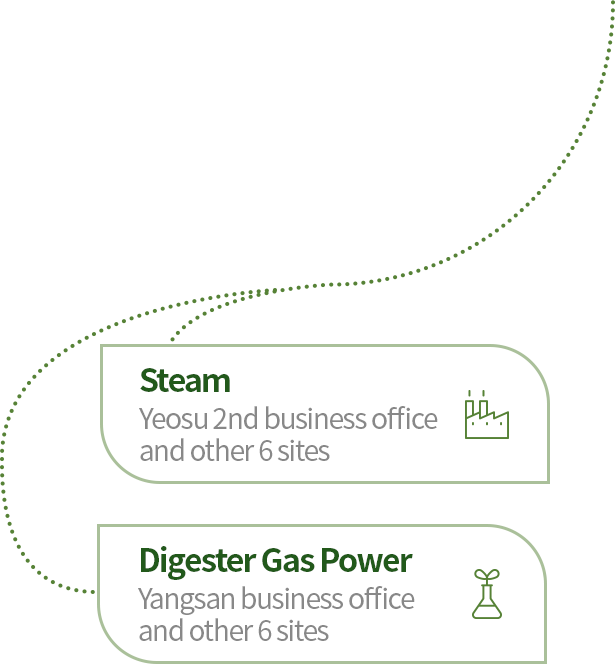 Steam
Yeosu 2nd business office
and other 6 sites
Digester Gas Power
Yangsan business office
and other 6 sites